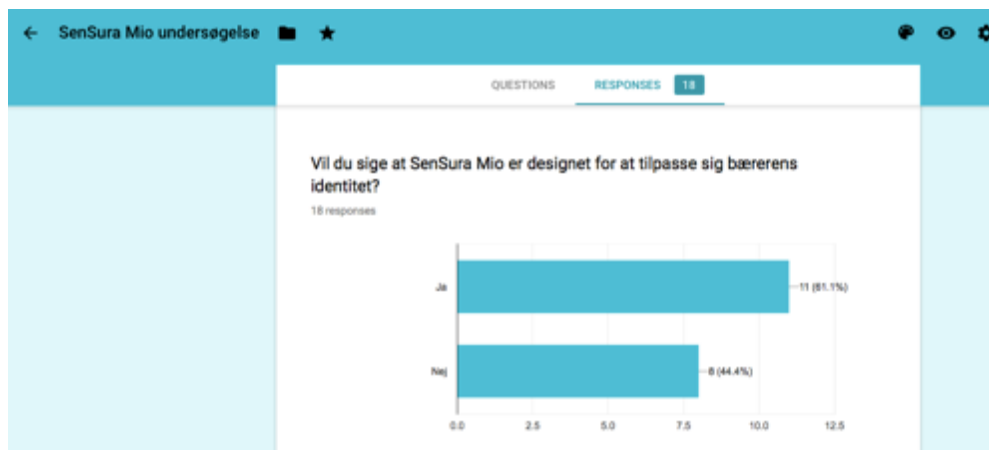 SenSura Mio undersøgelse
QUESTIONS RESPONSES 18
Vil du sige at SenSura Mio er designet for at tilpasse sig bærerens
identitet?
18 responses
Ja 11 (61.1%)
Nej 8 (44.4%)
0.0 2.5 5.0 7.5 10.0 12.5